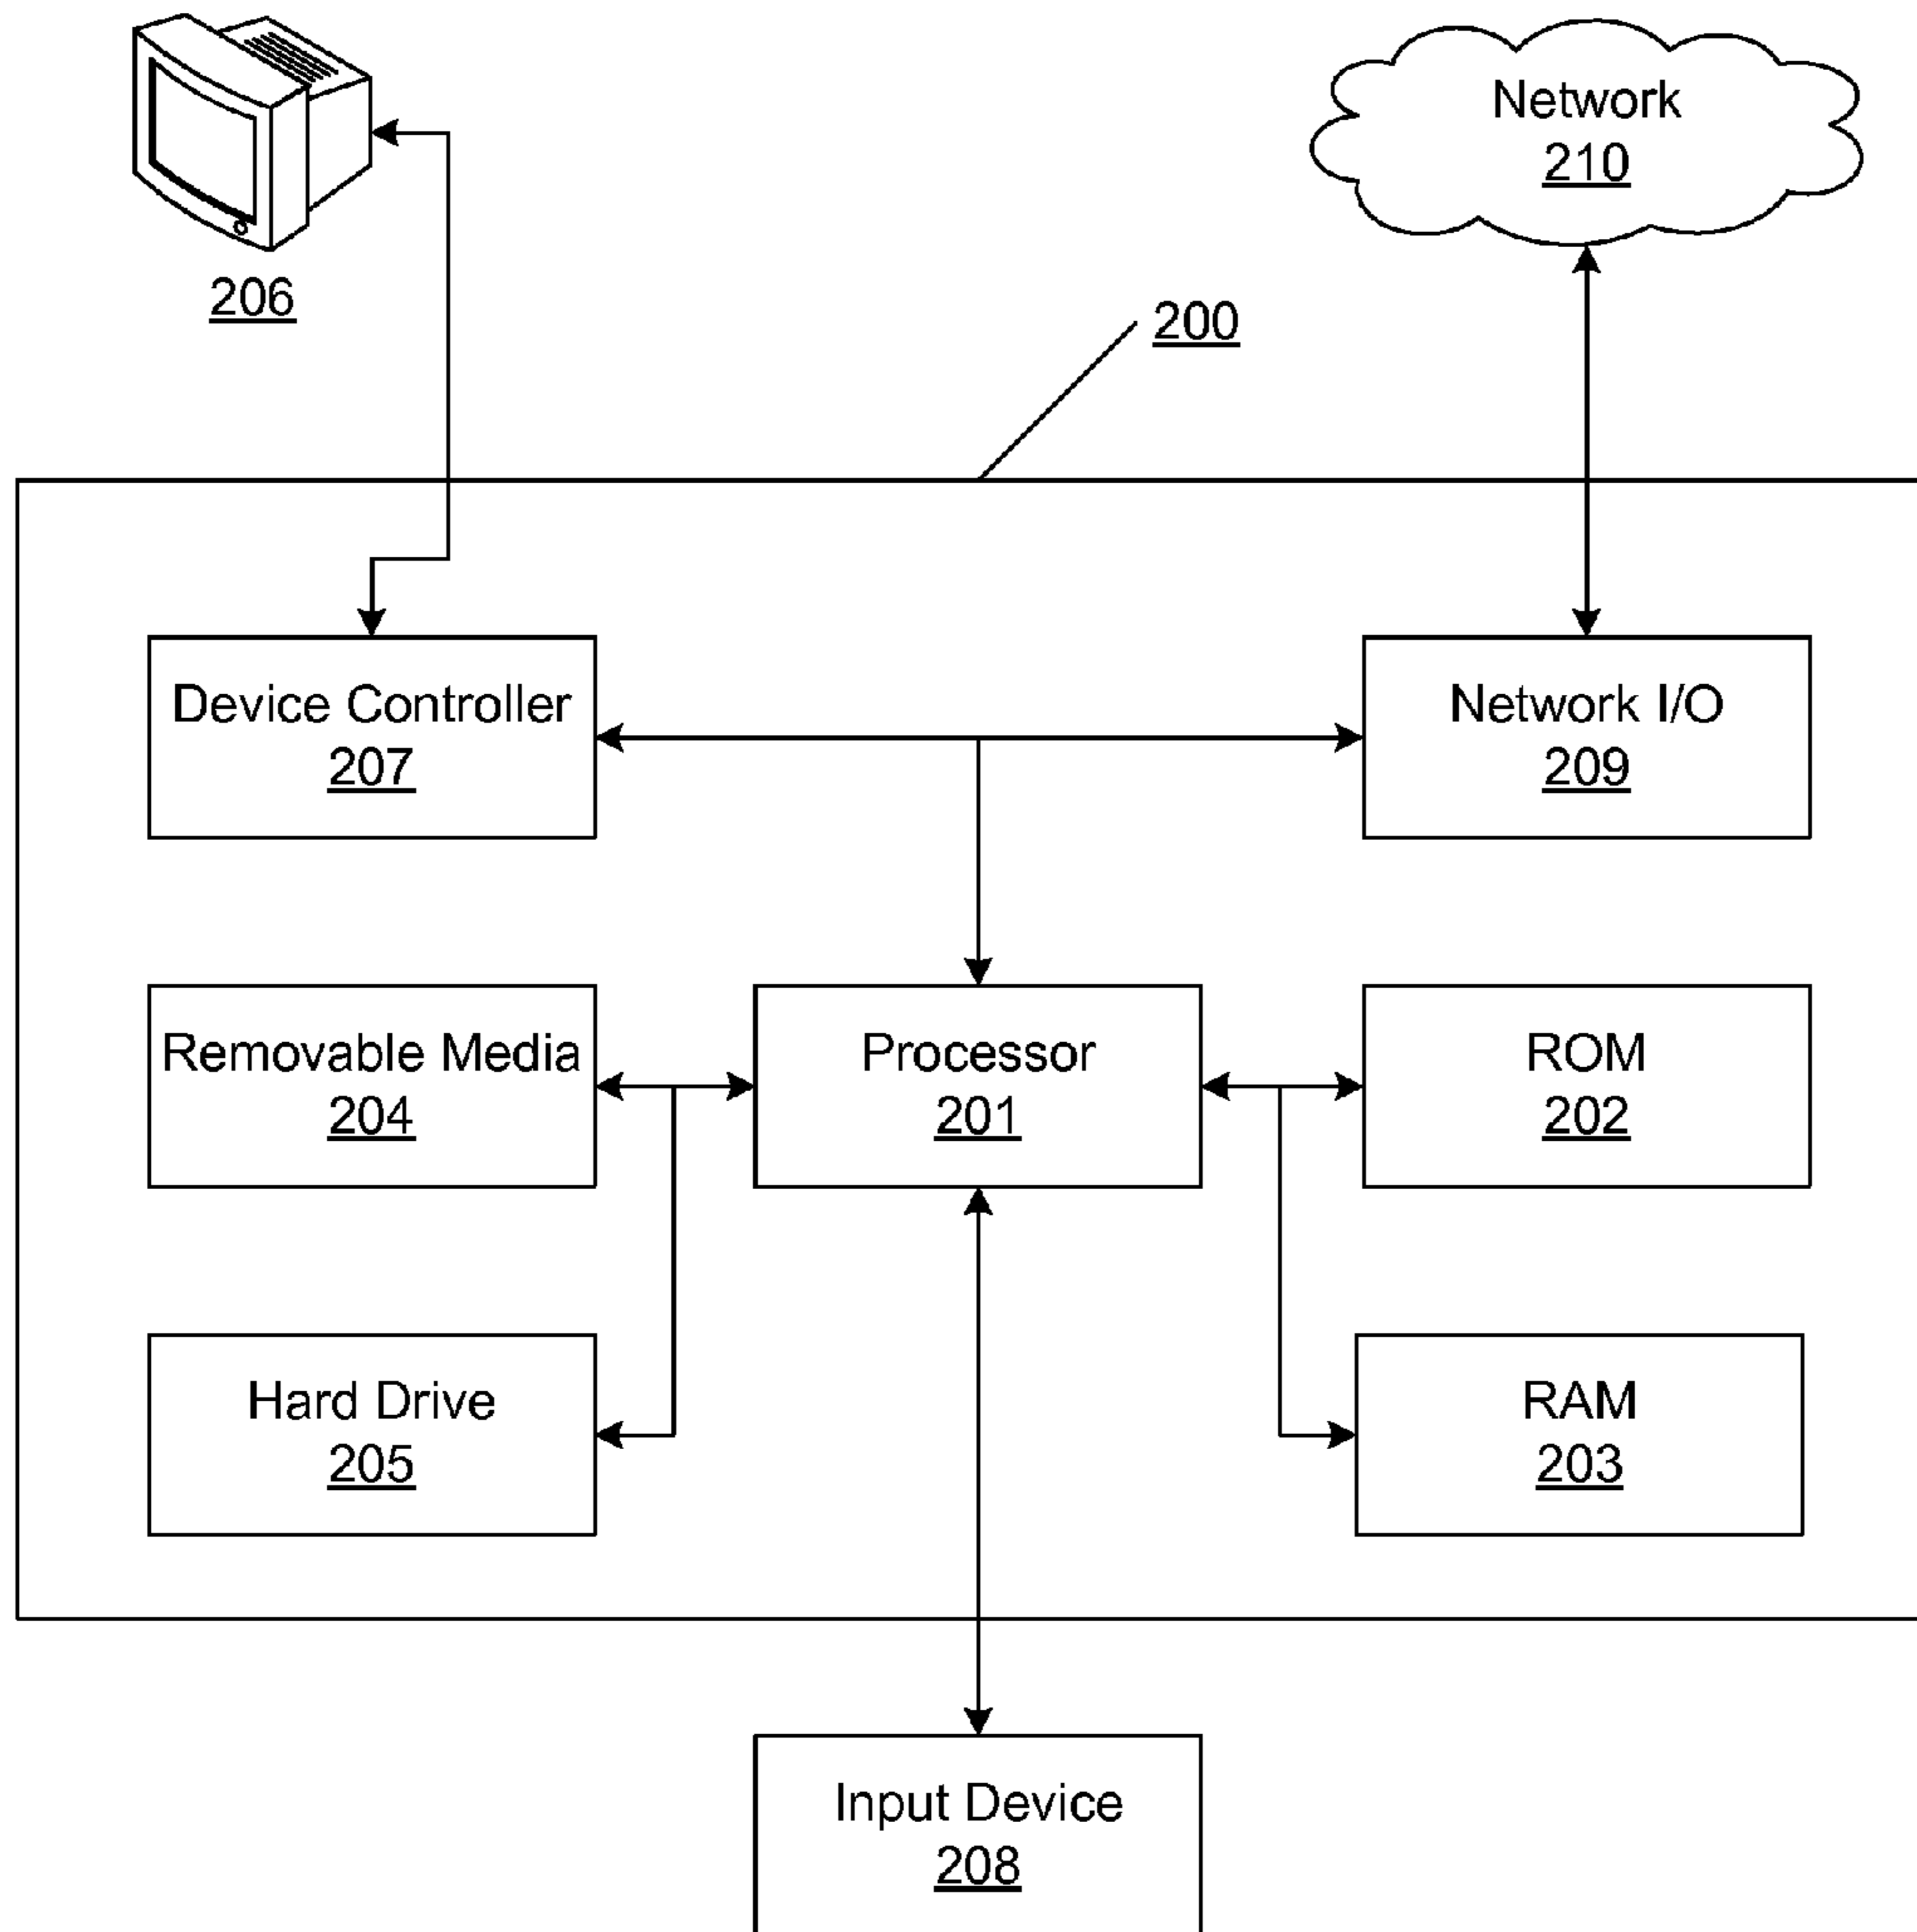 Network
210
206
200
Device Controller
207
Network I/O
209
Removable Media
204
Processor
201
ROM
202
Hard Drive
205
RAM
203
Input Device
208